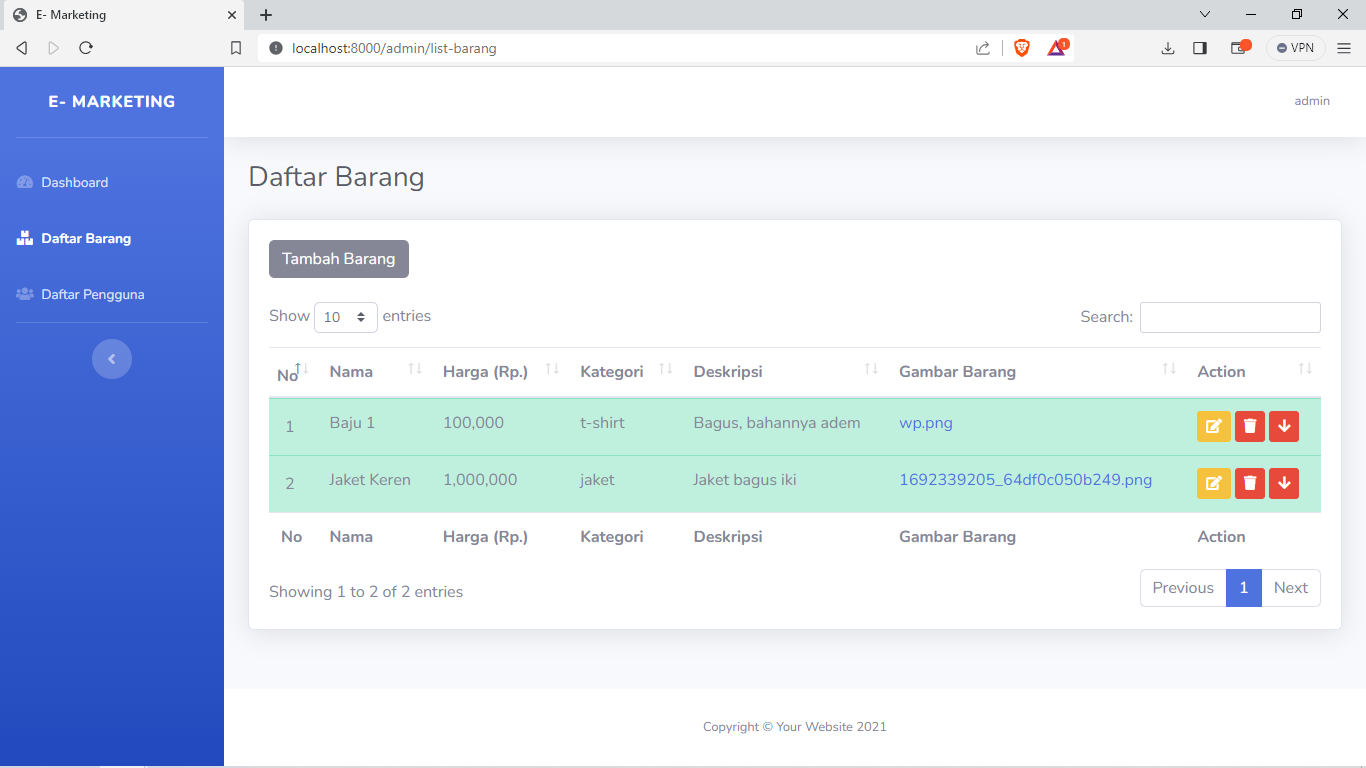 E- Marketing
localhost:8000/admin/list-barang
1
VPN
E- MARKETING
admin
Dashboard
Daftar Barang
Daftar Pengguna
Daftar Barang
Tambah Barang
Show 10 entries
Search:
No Nama Harga (Rp.) Kategori Deskripsi Gambar Barang Action
1 Baju 1 100,000 t-shirt Bagus, bahannya adem wp.png
2 Jaket Keren 1,000,000 jaket Jaket bagus iki 1692339205_64df0c050b249.png
No Nama Harga (Rp.) Kategori Deskripsi Gambar Barang Action
Showing 1 to 2 of 2 entries
Previous 1 Next
Copyright © Your Website 2021